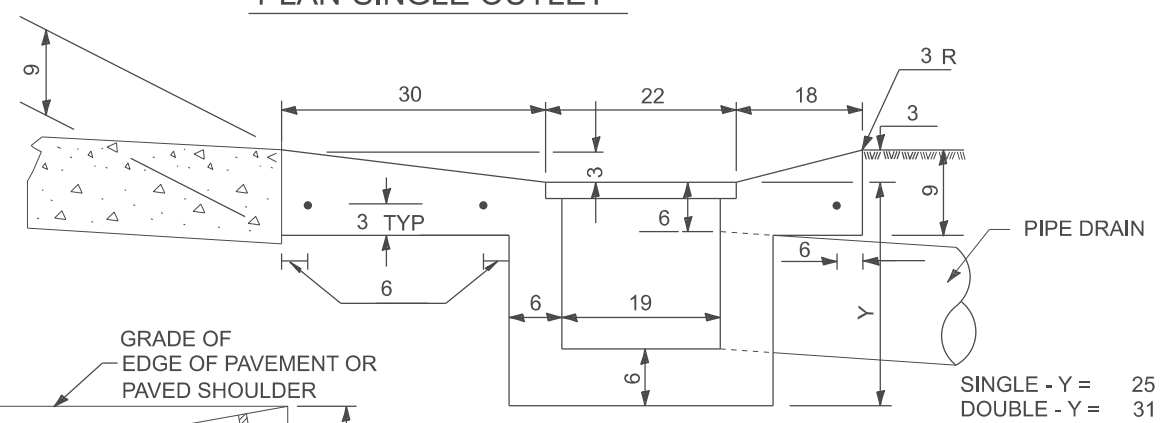 PLAN SINGLE OUTLET
3 R
30
22
18
3
9
3
9
3 TYP
6
6
PIPE DRAIN
6
6
19
Y
GRADE OF
EDGE OF PAVEMENT OR
PAVED SHOULDER
6
SINGLE - Y = 25
DOUBLE - Y = 31